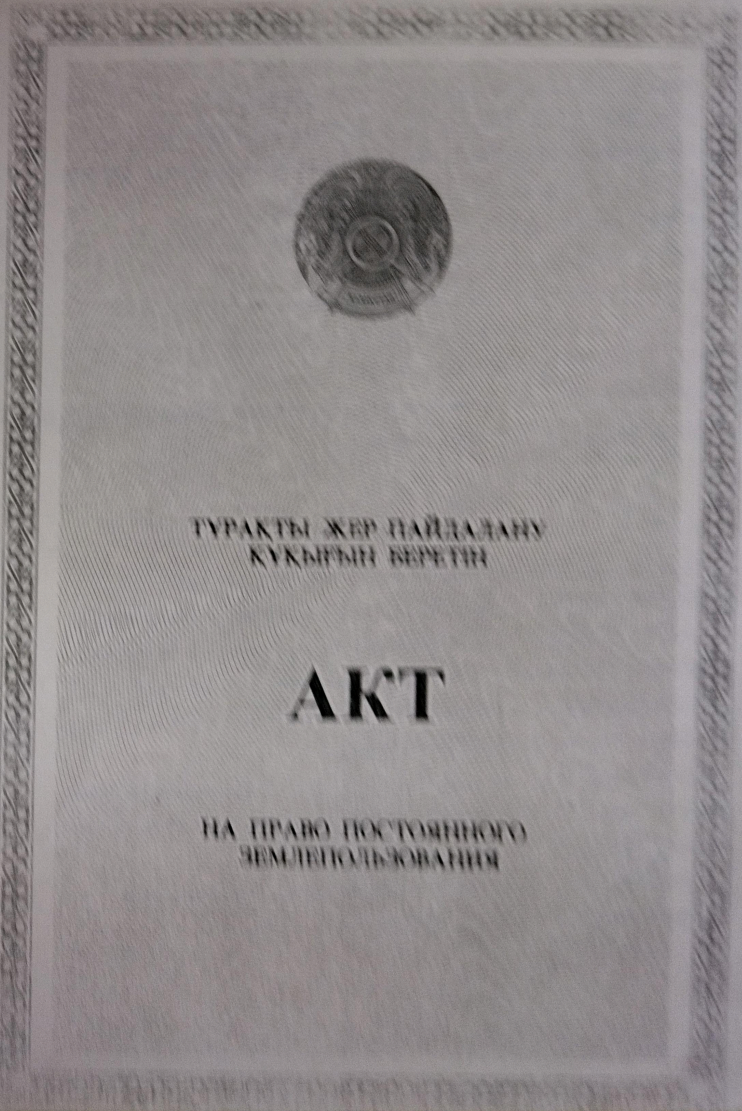 ТҰРАҚТЫ ЖЕР ПАЙДАЛАНУ
ҚҰҚЫҒЫН БЕРЕТІН
АКТ
НА ПРАВО ПОСТОЯННОГО
ЗЕМЛЕПОЛЬЗОВАНИЯ